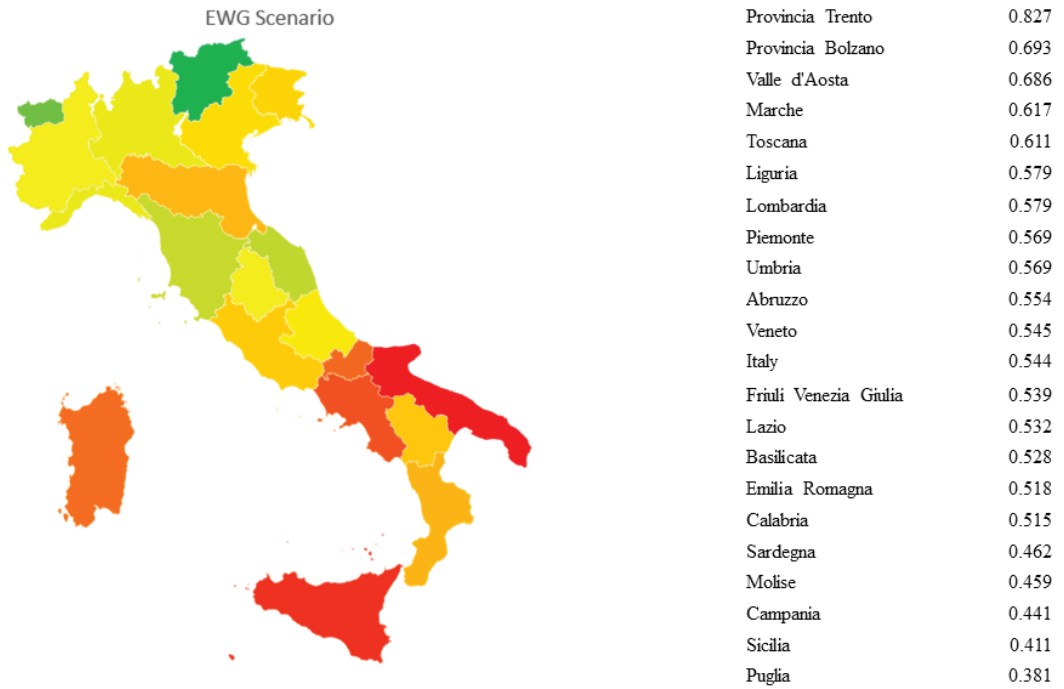 EWG Scenario
Provincia Trento 0.827
Provincia Bolzano 0.693
Valle d'Aosta 0.686
Marche 0.617
Toscana 0.611
Liguria 0.579
Lombardia 0.579
Piemonte 0.569
Umbria 0.569
Abruzzo 0.554
Veneto 0.545
Italy 0.544
Friuli Venezia Giulia 0.539
Lazio 0.532
Basilicata 0.528
Emilia Romagna 0.518
Calabria 0.515
Sardegna 0.462
Molise 0.459
Campania 0.441
Sicilia 0.411
Puglia 0.381